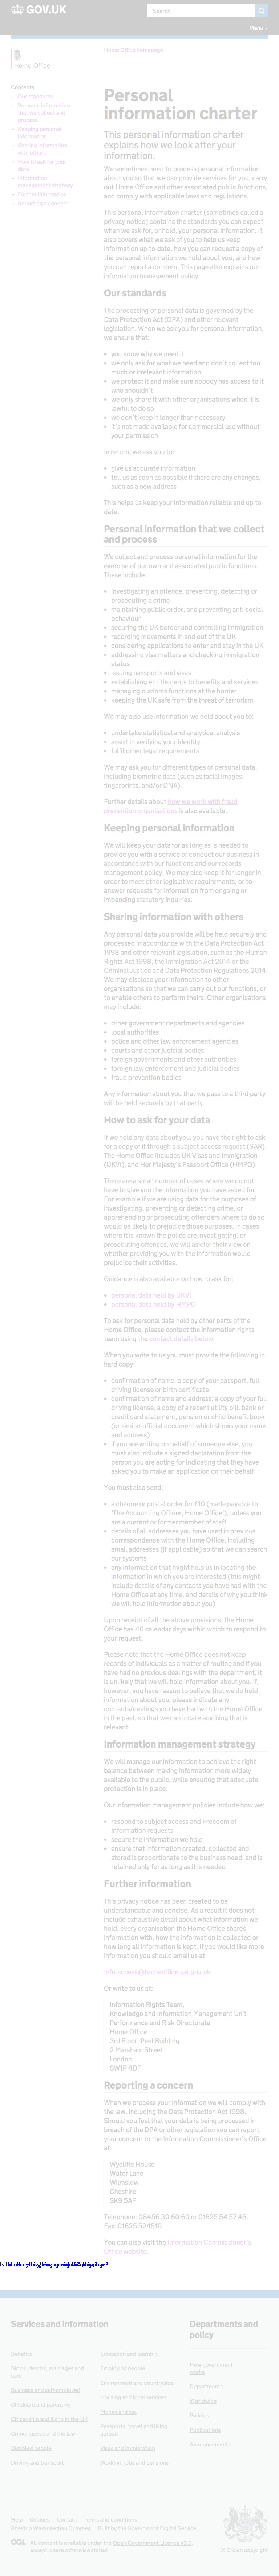 GOV.UK
Search
Menu
Home Office
Home Office homepage
Contents
Our standards
Personal information
that we collect and
process
Keeping personal
information
Sharing information
with others
How to ask for your
data
Information
management strategy
Further information
Reporting a concern
Personal
information charter
This personal information charter
explains how we look after your
information.
We sometimes need to process personal information
about you so that we can provide services for you, carry
out Home Office and other associated public functions,
and comply with legal obligations and regulations.
This personal information charter (sometimes called a
privacy notice) contains the standards you can expect
when we ask for, or hold, your personal information. It
also covers what we ask of you to help us keep
information up-to-date, how you can get a copy of the
personal information we hold about you, and how
you can report a concern. This page also explains our
information management policy.
Our standards
The processing of personal data is governed by the
Data Protection Act (DPA) and other relevant
legislation. When we ask you for personal information,
we ensure that:
you know why we need it
we only ask for what we need and don't collect too
much or irrelevant information
we protect it and make sure nobody has access to it
who shouldn't
we only share it with other organisations when it is
lawful to do so
we don't keep it longer than necessary
it's not made available for commercial use without
your permission
In return, we ask you to:
give us accurate information
tell us as soon as possible if there are any changes,
such as a new address
This helps us keep your information reliable and up-to-
date.
Personal information that we collect
and process
We collect and process personal information for the
exercise of our own and associated public functions.
These include:
investigating an offence, preventing, detecting or
prosecuting crime
maintaining public order, and preventing anti-social
behaviour
securing the UK border and controlling immigration
recording movements in and out of the UK
considering applications to enter and stay in the UK
addressing visa matters and checking immigration
status
issuing passports and visas
establishing entitlements to benefits and services
managing customs functions at the border
keeping the UK safe from the threat of terrorism
We may also use information we hold about you to:
undertake statistical and analytical analysis
assist in verifying your identity
fulfil other legal requirements
We may ask you for different types of personal data,
including biometric data (such as facial images,
fingerprints, and/or DNA).
Further details about how we work with fraud
prevention organisations is also available.
Keeping personal information
We will keep your data for as long as is needed to
provide you with a service or conduct our business in
accordance with our functions and our records
management policy. We may also keep it for longer in
order to meet other legislative requirements, or to
answer requests for information from ongoing or
impending statutory inquiries.
Sharing information with others
Any personal data you provide will be held securely and
processed in accordance with the Data Protection Act
1998 and other relevant legislation, such as the Human
Rights Act 1998, the Immigration Act 2014 or the
Criminal Justice and Data Protection Regulations 2014.
We may disclose your information to other
organisations so that we can carry out our functions, or
to enable others to perform theirs. Other organisations
may include:
other government departments and agencies
local authorities
police and other law enforcement agencies
courts and other judicial bodies
foreign governments and other authorities
foreign law enforcement and judicial bodies
fraud prevention bodies
Any information about you that we pass to a third party
will be held securely by that party.
How to ask for your data
If we hold any data about you, you have the right to ask
for a copy of it through a subject access request (SAR).
The Home Office includes UK Visas and Immigration
(UKVI), and Her Majesty's Passport Office (HMPO).
There are a small number of cases where we do not
have to give you the information you have asked for.
For example if we are using data for the purposes of
investigating, preventing or detecting crime, or
apprehending or prosecuting offenders and to do so
would be likely to prejudice those purposes. In cases
where it is known the police are investigating, or
prosecuting offences, we will ask for their view on
whether providing you with the information would
prejudice their activities.
Guidance is also available on how to ask for:
personal data held by UKVI
personal data held by HMPO
To ask for personal data held by other parts of the
Home Office, please contact the information rights
team using the contact details below.
When you write to us you must provide the following in
hard copy:
confirmation of name: a copy of your passport, full
driving license or birth certificate
confirmation of name and address: a copy of your full
driving license, a copy of a recent utility bill, bank or
credit card statement, pension or child benefit book
(or similar official document which shows your name
and address)
if you are writing on behalf of someone else, you
must also include a signed declaration from the
person you are acting for indicating that they
would like you to make an application on their behalf
You must also send:
a cheque or postal order for £10 (made payable to
'The Accounting Officer, Home Office'), unless you
are a current or former member of staff
details of all addresses you have used in previous
correspondence with the Home Office, including
email addresses (if applicable) so that we can search
our systems
any information that might help us in locating the
information you have requested (this might include
details of any contacts you have had with the Home
Office in the past, or why you think that we would
we will hold information about you)
Upon receipt of all the above provisions, the Home
Office has 40 calendar days within which to respond to
your request.
Please note that the Home Office does not keep
records of individuals as a matter of routine and if you
have had no previous dealings with the department, it
is unlikely that we will hold information about you. If,
however, you have reason to believe that we do hold
information about you, please indicate any
contacts/dealings you have had with the Home Office
in the past, so that we can locate anything that is
relevant.
Information management strategy
We will manage our information to achieve the right
balance between making information more widely
available to the public, while ensuring that adequate
protection is in place.
Our information management policies include how we:
respond to subject access and Freedom of
Information requests
secure the information we hold
ensure that information created, collected and
stored is proportionate to the business need, and is
retained only for as long as it is needed
Further information
This privacy notice has been created to be
understandable and concise. As a result it does not
include exhaustive detail about what information we
hold, every organisation the Home Office shares
information with, how the information is collected or
how long all information is kept. If you would like more
information you should email us at:
info.access@homeoffice.gsi.gov.uk
Or write to us at:
Information Rights Team,
Knowledge and Information Management Unit
Performance and Risk Directorate
Home Office
3rd Floor, Peel Building
2 Marsham Street
London
SW1P 4DF
Reporting a concern
When we process your information we will comply with
the law, including the Data Protection Act 1998.
Should you feel that your data is being processed in
breach of the DPA or other legislation you can report
your concern to the Information Commissioner's Office
at:
Wycliffe House
Water Lane
Wilmslow
Cheshire
SK9 5AF
Telephone: 08456 30 60 60 or 01625 54 57 45.
Fax: 01625 524510
You can also visit the Information Commissioner's
Office website.
Services and information
Benefits
Births, deaths, marriages and
care
Business and self-employed
Childcare and parenting
Citizenship and living in the UK
Crime, justice and the law
Disabled people
Driving and transport
Education and learning
Employing people
Environment and countryside
Housing and local services
Money and tax
Passports, travel and living
abroad
Visas and immigration
Working, jobs and pensions
Departments and
policy
How government
works
Departments
Worldwide
Policies
Publications
Announcements
Help Cookies Contact Terms and conditions
Rhestr o Wasanaethau Cymraeg Built by the Government Digital Service
OGL All content is available under the Open Government Licence v3.0,
except where otherwise stated
© Crown copyright